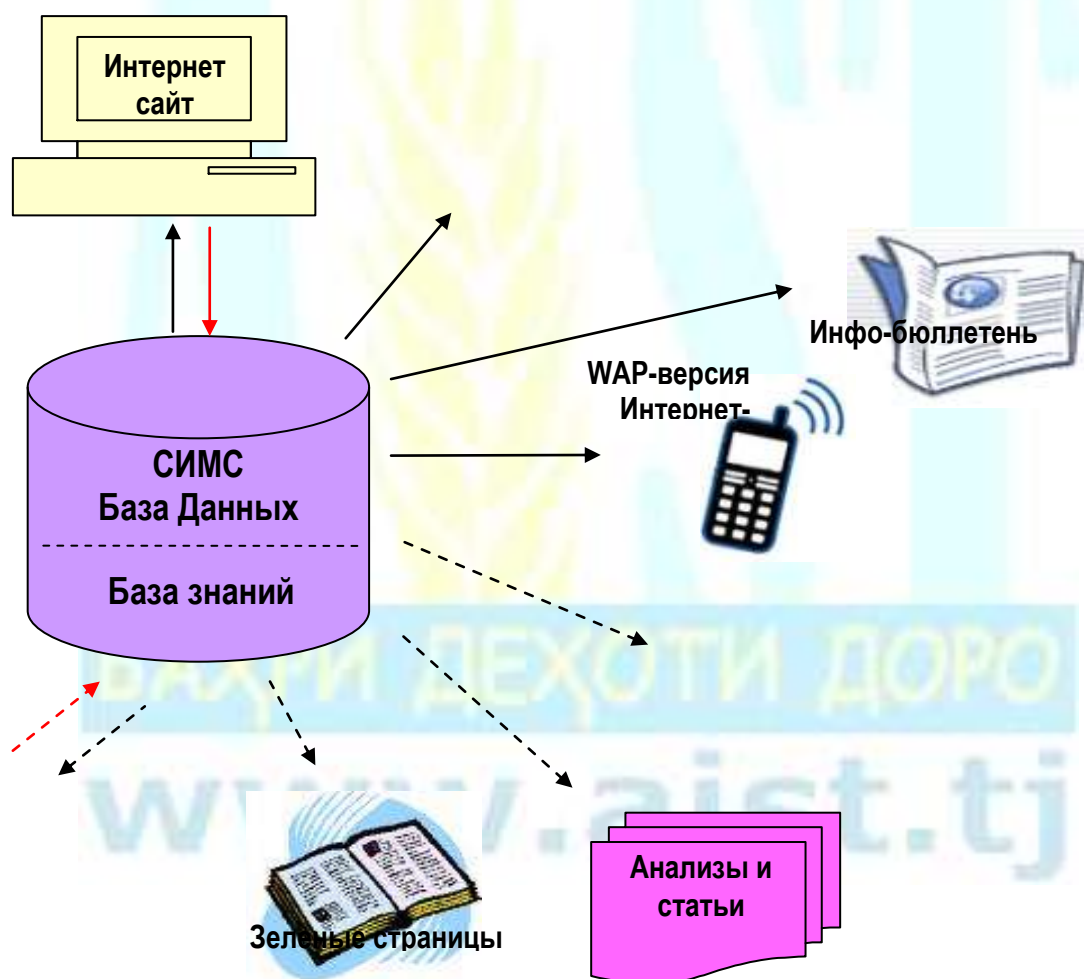 Интернет
сайт
Инфо-бюллетень
WAP-версия
Интернет-
СИМС
База Данных
База знаний
БАҲРИ ДЕҲОТИ ДОРО
www.aist.tj
Анализы и
статьи
Зеленые страницы